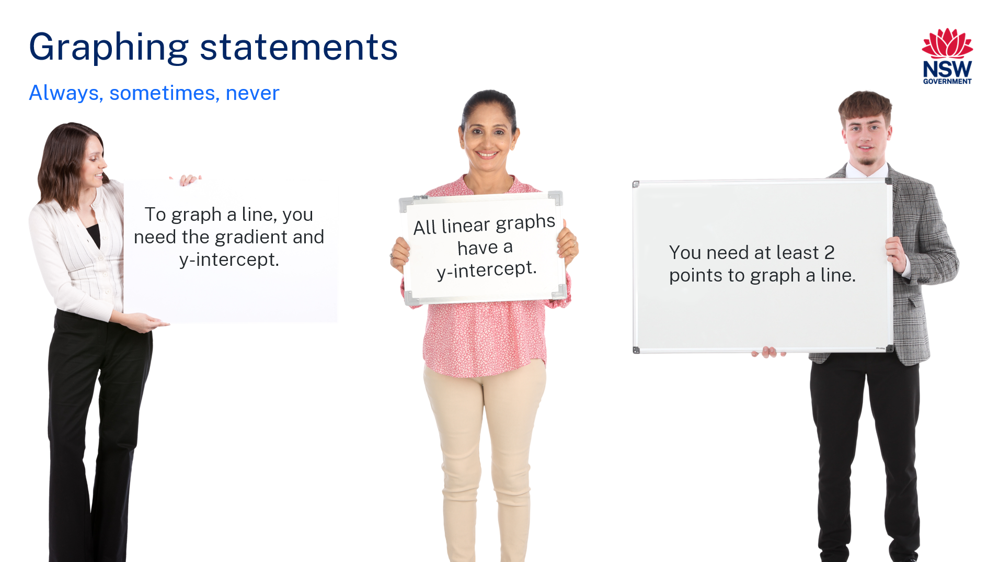 Graphing statements
Always, sometimes, never
NSW
GOVERNMENT
To graph a line, you
need the gradient and
y-intercept.
All linear graphs
have a
y-intercept.
You need at least 2
points to graph a line.